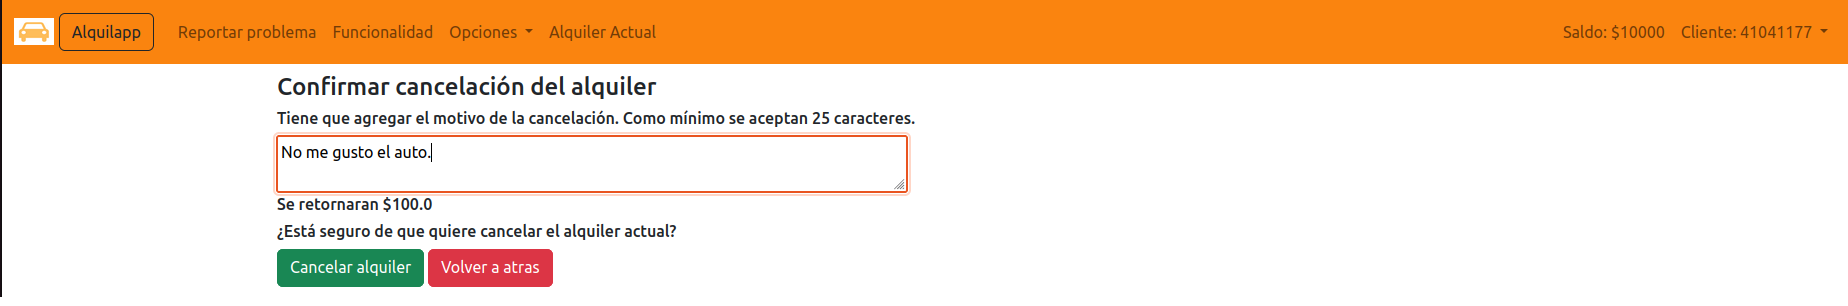 Alquilapp Reportar problema Funcionalidad Opciones Alquiler Actual Saldo: $10000 Cliente: 41041177
Confirmar cancelación del alquiler
Tiene que agregar el motivo de la cancelación. Como mínimo se aceptan 25 caracteres.
No me gusto el auto.
Se retornaran $100.0
¿Está seguro de que quiere cancelar el alquiler actual?
Cancelar alquiler Volver a atras